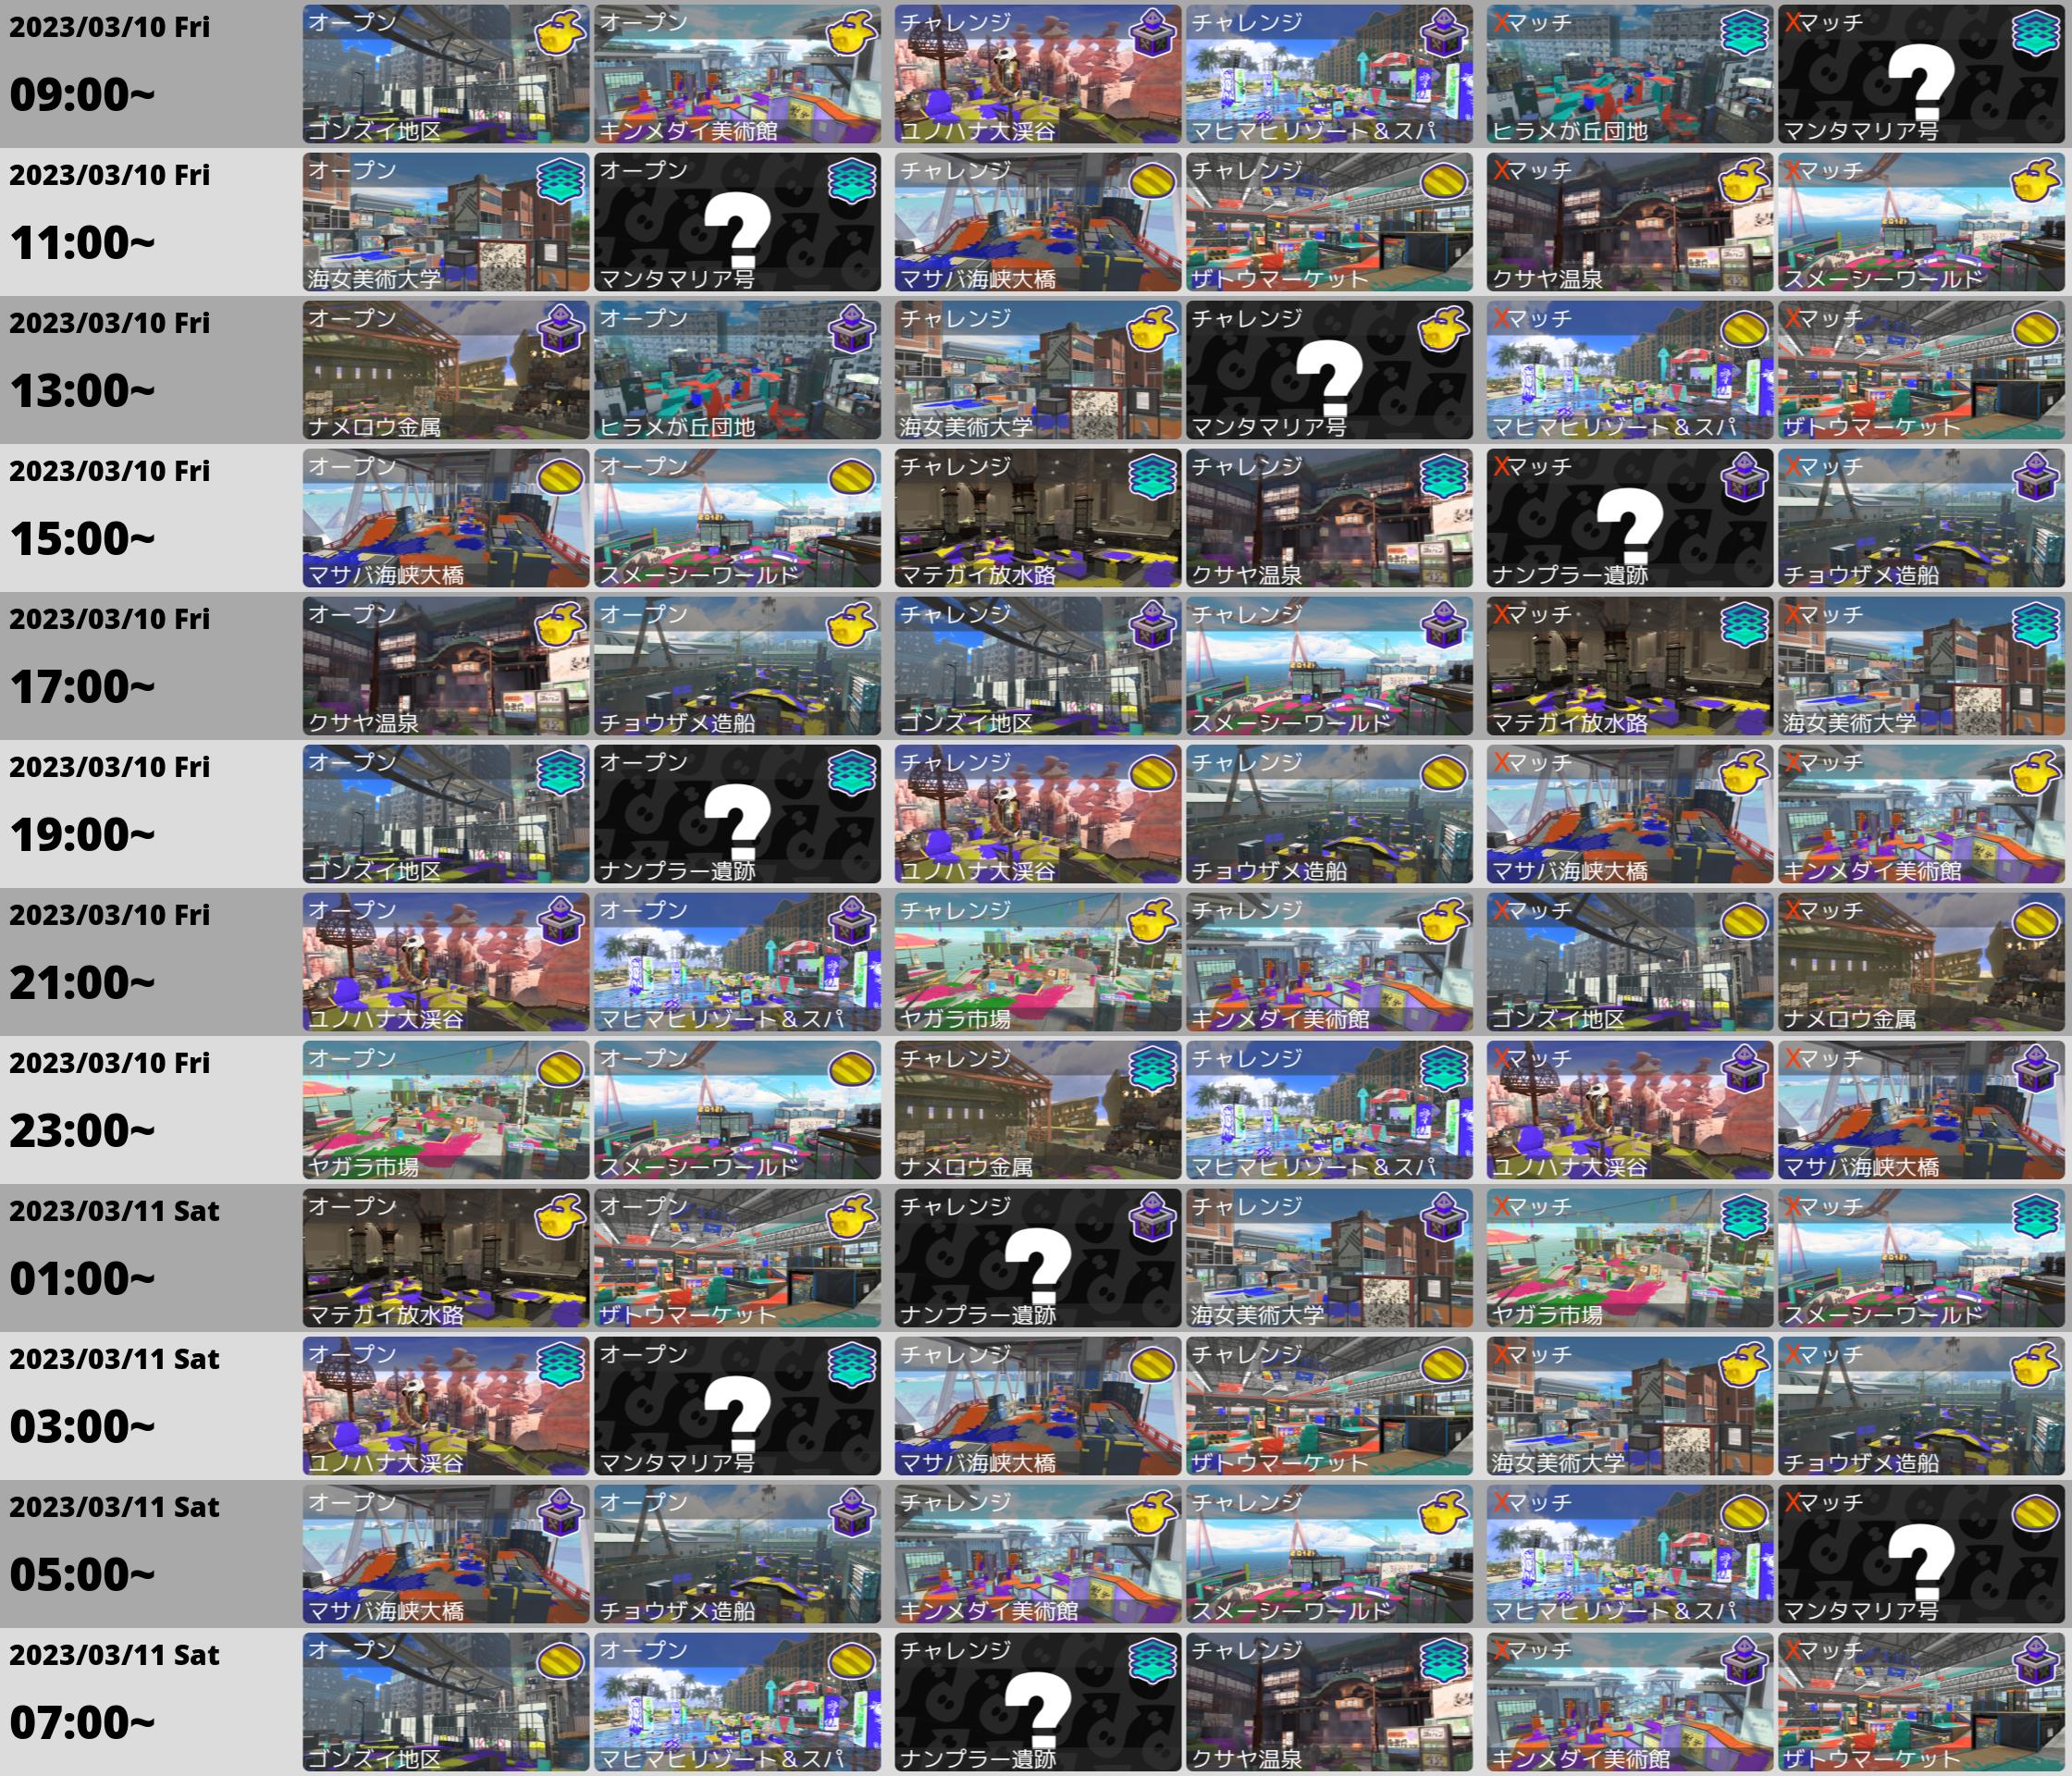 2023/03/10 Fri
09:00~
オープン
ゴンズイ地区
オープン
キンメダイ美術館
チャレンジ
ユノハナ大渓谷
チャレンジ
マヒマヒリゾート＆スパ
Xマッチ
ヒラメが丘団地
Xマッチ
?
マンタマリア号
2023/03/10 Fri
11:00~
オープン
海女美術大学
オープン
?
マンタマリア号
チャレンジ
マサバ海峡大橋
チャレンジ
ザトウマーケット
Xマッチ
クサヤ温泉
Xマッチ
スメーシーワールド
2023/03/10 Fri
13:00~
オープン
ナメロウ金属
オープン
ヒラメが丘団地
チャレンジ
海女美術大学
チャレンジ
?
マンタマリア号
Xマッチ
マヒマヒリゾート＆スパ
Xマッチ
ザトウマーケット
2023/03/10 Fri
15:00~
オープン
マサバ海峡大橋
オープン
スメーシーワールド
チャレンジ
マテガイ放水路
チャレンジ
クサヤ温泉
Xマッチ
?
ナンプラー遺跡
Xマッチ
チョウザメ造船
2023/03/10 Fri
17:00~
オープン
クサヤ温泉
オープン
チョウザメ造船
チャレンジ
ゴンズイ地区
チャレンジ
スメーシーワールド
Xマッチ
マテガイ放水路
Xマッチ
海女美術大学
2023/03/10 Fri
19:00~
オープン
ゴンズイ地区
オープン
?
ナンプラー遺跡
チャレンジ
ユノハナ大渓谷
チャレンジ
チョウザメ造船
Xマッチ
マサバ海峡大橋
Xマッチ
キンメダイ美術館
2023/03/10 Fri
21:00~
オープン
ユノハナ大渓谷
オープン
マヒマヒリゾート＆スパ
チャレンジ
ヤガラ市場
チャレンジ
キンメダイ美術館
Xマッチ
ゴンズイ地区
Xマッチ
ナメロウ金属
2023/03/10 Fri
23:00~
オープン
ヤガラ市場
オープン
スメーシーワールド
チャレンジ
ナメロウ金属
チャレンジ
マヒマヒリゾート＆スパ
Xマッチ
ユノハナ大渓谷
Xマッチ
マサバ海峡大橋
2023/03/11 Sat
01:00~
オープン
マテガイ放水路
オープン
ザトウマーケット
チャレンジ
?
ナンプラー遺跡
チャレンジ
海女美術大学
Xマッチ
ヤガラ市場
Xマッチ
スメーシーワールド
2023/03/11 Sat
03:00~
オープン
ユノハナ大渓谷
オープン
?
マンタマリア号
チャレンジ
マサバ海峡大橋
チャレンジ
ザトウマーケット
Xマッチ
海女美術大学
Xマッチ
チョウザメ造船
2023/03/11 Sat
05:00~
オープン
マサバ海峡大橋
オープン
チョウザメ造船
チャレンジ
キンメダイ美術館
チャレンジ
スメーシーワールド
Xマッチ
マヒマヒリゾート＆スパ
Xマッチ
?
マンタマリア号
2023/03/11 Sat
07:00~
オープン
ゴンズイ地区
オープン
マヒマヒリゾート＆スパ
チャレンジ
?
ナンプラー遺跡
チャレンジ
クサヤ温泉
Xマッチ
キンメダイ美術館
Xマッチ
ザトウマーケット